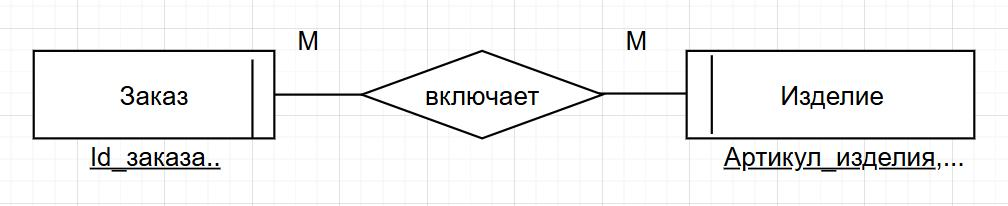 М М
Заказ включает Изделие
Id_заказа.. Артикул_изделия,...